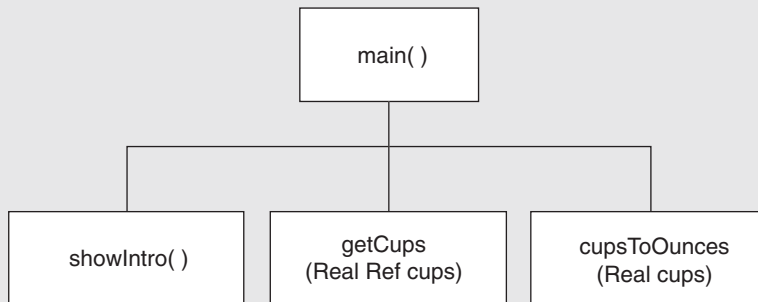 main( )
showIntro( )
getCups
(Real Ref cups)
cupsToOunces
(Real cups)